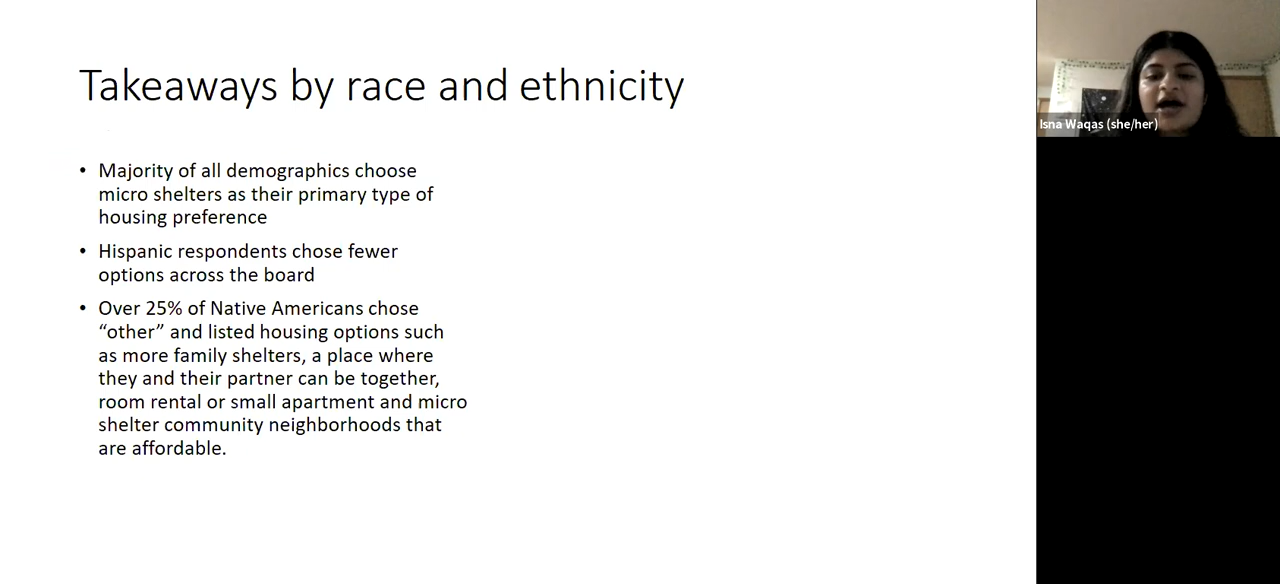 Takeaways by race and ethnicity
• Majority of all demographics choose
micro shelters as their primary type of
housing preference
• Hispanic respondents chose fewer
options across the board
• Over 25% of Native Americans chose
“other” and listed housing options such
as more family shelters, a place where
they and their partner can be together,
room rental or small apartment and micro
shelter community neighborhoods that
are affordable.
Isna Waqas (she/her)